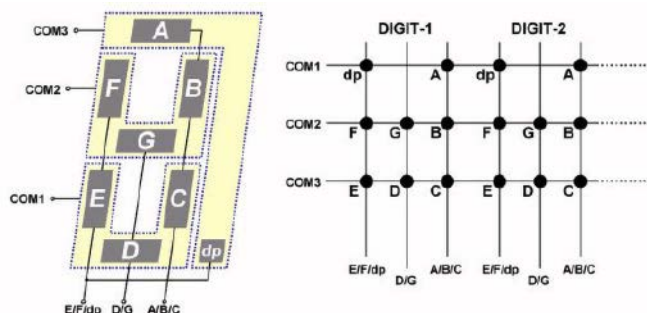 COM3
A
COM2
F
B
G
COM1
E
C
D
dp
E/F/dp D/G A/B/C
DIGIT-1 DIGIT-2
COM1
dp A dp A
COM2
F G B F G B
COM3
E D C E D C
E/F/dp A/B/C E/F/dp A/B/C
D/G D/G